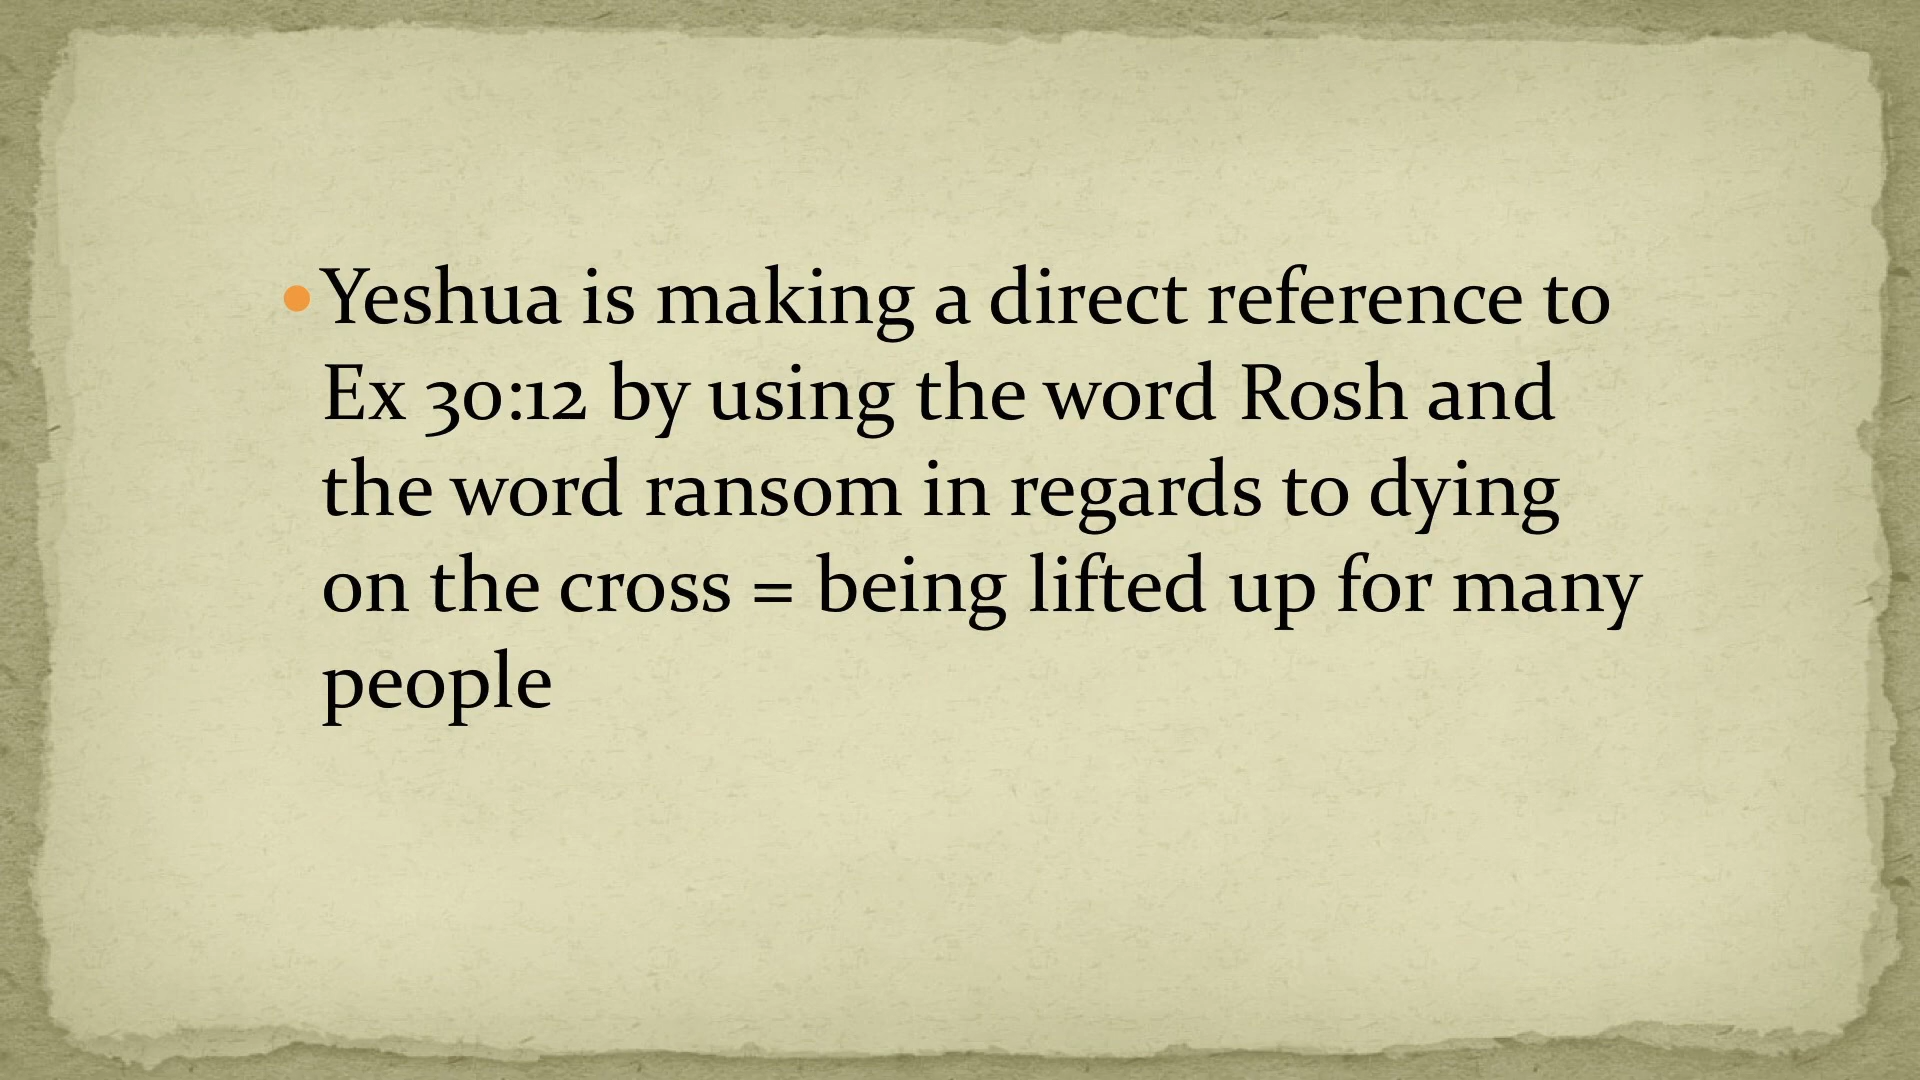 • Yeshua is making a direct reference to
Ex 30:12 by using the word Rosh and
the word ransom in regards to dying
on the cross = being lifted up for many
people